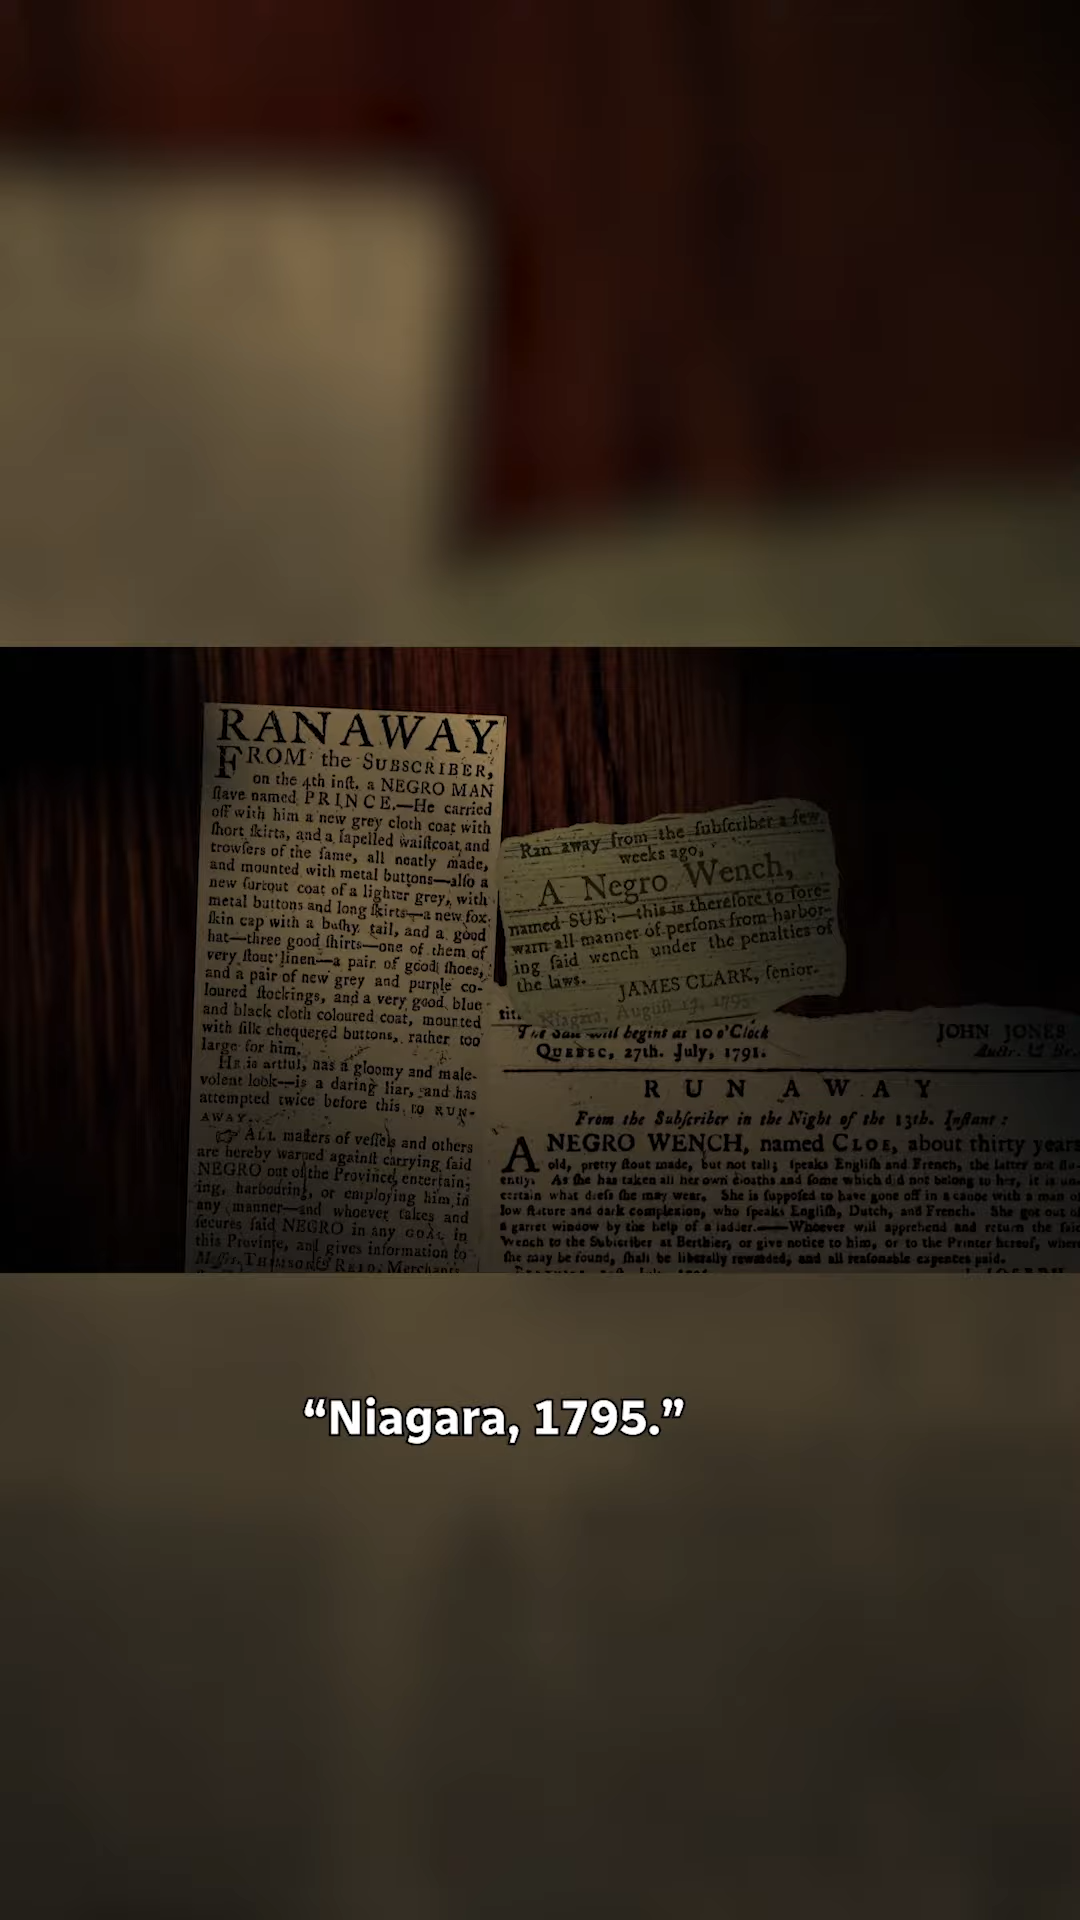 RAN AWAY
FROM the SUBSCRIBER,
on the 4th inſt. a NEGRO MAN
ſlave named PRINCE.—He carried
off with him a new grey cloth coat with
ſhort ſkirts, and a lapelled waiſtcoat and
trowſers of the ſame, all neatly made,
and mounted with metal buttons—alſo a
new ſurtout coat of a lighter grey, with
metal buttons and long ſkirts—a new fox-
ſkin cap with a buſhy tail, and a good
hat—three good ſhirts—one of them of
very ſtout linen—a pair of good ſhoes,
and a pair of new grey and purple co-
loured ſtockings, and a very good blue
and black cloth coloured coat, mounted
with ſilk chequered buttons, rather too
large for him.
He is artful, has a gloomy and male-
volent look—is a daring liar, and has
attempted twice before this TO RUN-
AWAY.
☞ ALL maſters of veſſels and others
are hereby warned againſt carrying ſaid
NEGRO out of the Province, entertain-
ing, harbouring, or employing him in
any manner—and whoever takes and
ſecures ſaid NEGRO in any GOAL in
this Province, and gives information to
Meſſrs. THOMSON & REID, Merchants
Ran away from the ſubſcriber a few
weeks ago,
A Negro Wench,
named SUE:—this is therefore to fore-
warn all manner of perſons from harbor-
ing ſaid wench under the penalties of
the laws.
JAMES CLARK, ſenior.
Niagara, Auguſt 1795
tit.
The Sale will begins at 10 o'Clock
JOHN JONES
QUEBEC, 27th. July, 1791.
RUN AWAY
From the Subſcriber in the Night of the 13th. Inſtant:
A NEGRO WENCH, named CLOE, about thirty years
old, pretty ſtout made, but not tall; ſpeaks Engliſh and French, the latter not flu-
ently. As ſhe has taken all her own cloaths and ſome which did not belong to her, it is un-
certain what dreſs ſhe may wear. She is ſuppoſed to have gone off in a canoe with a man of
low ſtature and dark complexion, who ſpeaks Engliſh, Dutch, and French. She got out of
a garret window by the help of a ladder.——Whoever will apprehend and return the ſaid
Wench to the Subſcriber at Berthier, or give notice to him, or to the Printer hereof, where
ſhe may be found, ſhall be liberally rewarded, and all reaſonable expences paid.
“Niagara, 1795.”